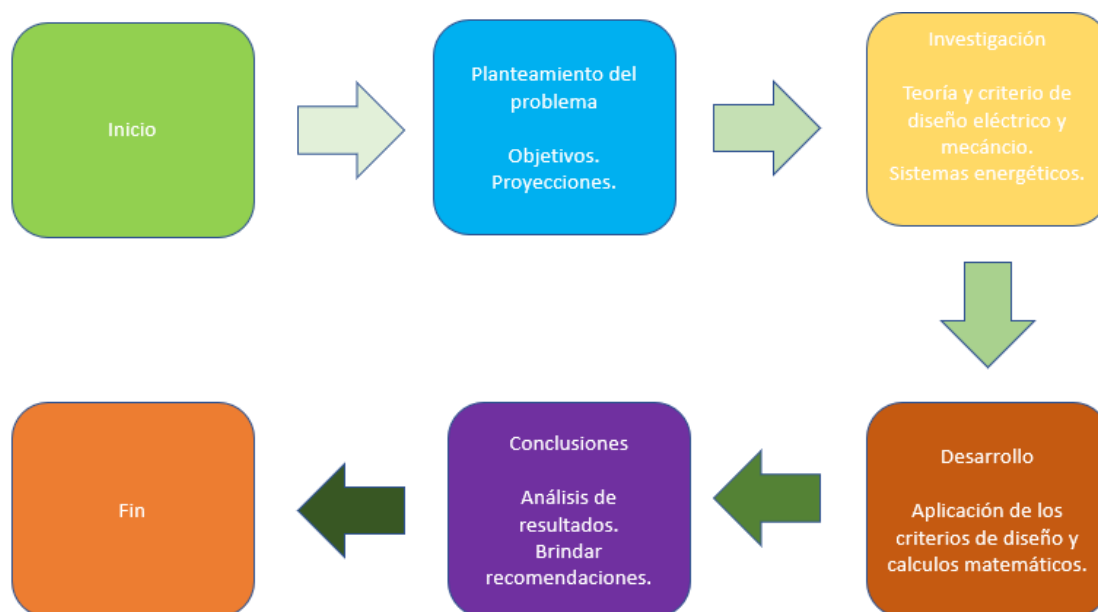 Inicio
Planteamiento del
problema
Objetivos.
Proyecciones.
Investigación
Teoría y criterio de
diseño eléctrico y
mecáncio.
Sistemas energéticos.
Desarrollo
Aplicación de los
criterios de diseño y
calculos matemáticos.
Conclusiones
Análisis de
resultados.
Brindar
recomendaciones.
Fin